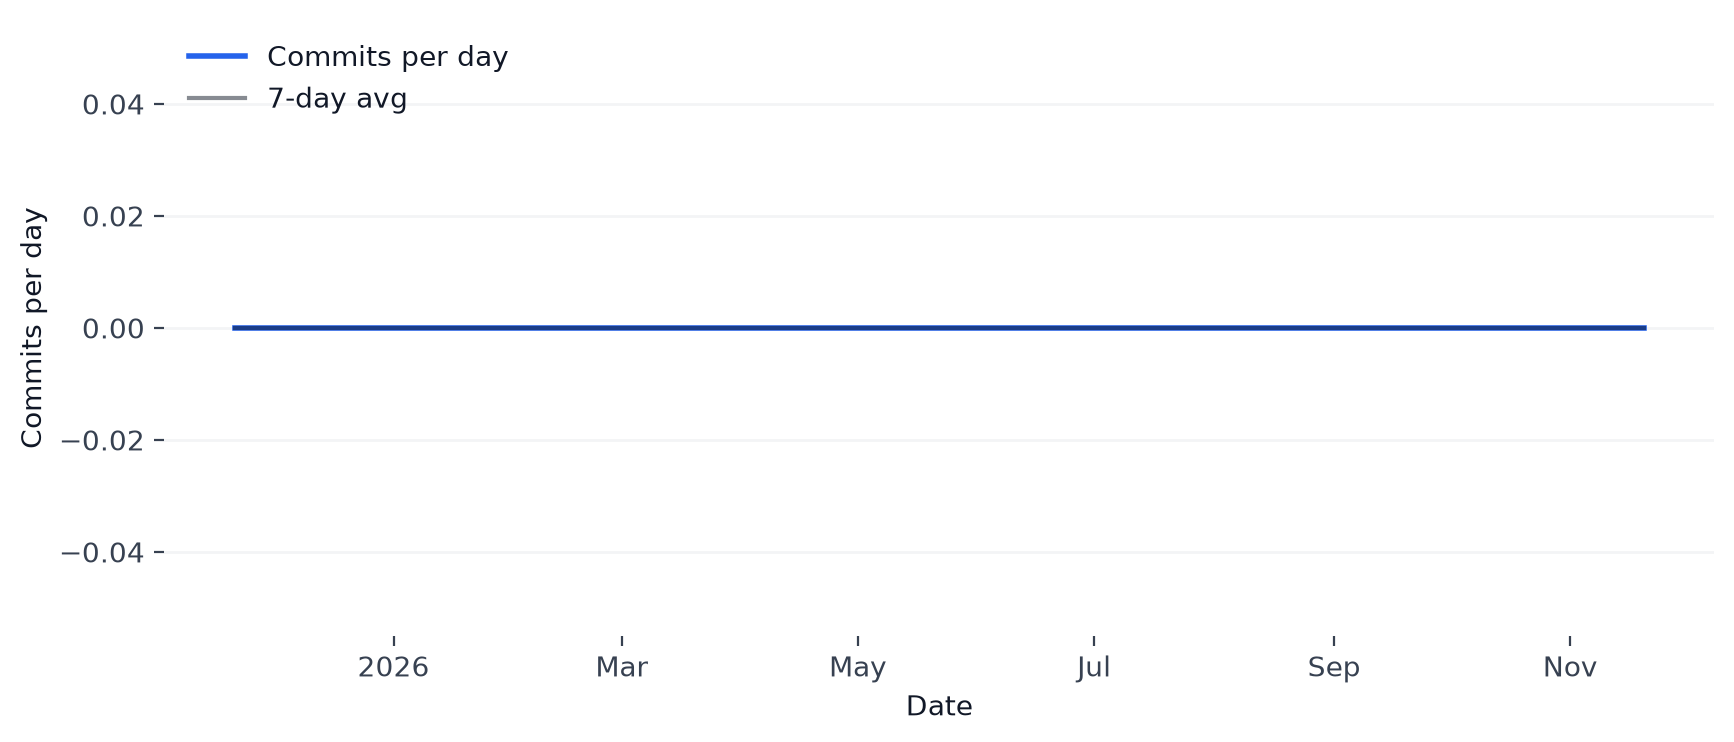 Commits per day
7-day avg
0.04
0.02
0.00
−0.02
−0.04
Commits per day
2026 Mar May Jul Sep Nov
Date